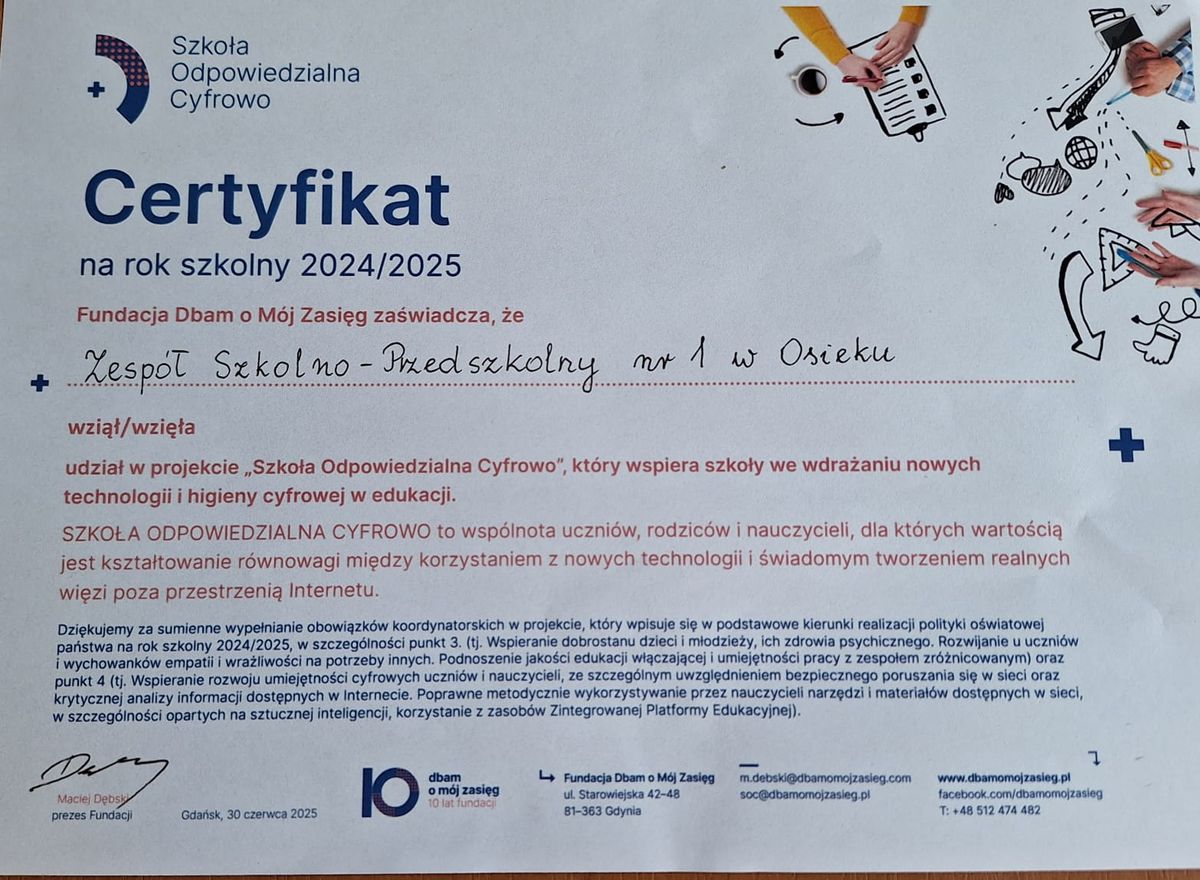 Szkoła
Odpowiedzialna
Cyfrowo
Certyfikat
na rok szkolny 2024/2025
Fundacja Dbam o Mój Zasięg zaświadcza, że
Zespół Szkolno-Przedszkolny nr 1 w Osieku
wziął/wzięła
udział w projekcie „Szkoła Odpowiedzialna Cyfrowo”, który wspiera szkoły we wdrażaniu nowych
technologii i higieny cyfrowej w edukacji.
SZKOŁA ODPOWIEDZIALNA CYFROWO to wspólnota uczniów, rodziców i nauczycieli, dla których wartością
jest kształtowanie równowagi między korzystaniem z nowych technologii i świadomym tworzeniem realnych
więzi poza przestrzenią Internetu.
Dziękujemy za sumienne wypełnianie obowiązków koordynatorskich w projekcie, który wpisuje się w podstawowe kierunki realizacji polityki oświatowej
państwa na rok szkolny 2024/2025, w szczególności punkt 3. (tj. Wspieranie dobrostanu dzieci i młodzieży, ich zdrowia psychicznego. Rozwijanie u uczniów
i wychowanków empatii i wrażliwości na potrzeby innych. Podnoszenie jakości edukacji włączającej i umiejętności pracy z zespołem zróżnicowanym) oraz
punkt 4 (tj. Wspieranie rozwoju umiejętności cyfrowych uczniów i nauczycieli, ze szczególnym uwzględnieniem bezpiecznego poruszania się w sieci oraz
krytycznej analizy informacji dostępnych w Internecie. Poprawne metodycznie wykorzystywanie przez nauczycieli narzędzi i materiałów dostępnych w sieci,
w szczególności opartych na sztucznej inteligencji, korzystanie z zasobów Zintegrowanej Platformy Edukacyjnej).
Maciej Dębski
prezes Fundacji
Gdańsk, 30 czerwca 2025
10
dbam
o mój zasięg
10 lat fundacji
Fundacja Dbam o Mój Zasięg
ul. Starowiejska 42–48
81–363 Gdynia
m.debski@dbamomojzasieg.com
soc@dbamomojzasieg.pl
www.dbamomojzasieg.pl
facebook.com/dbamomojzasieg
T: +48 512 474 482